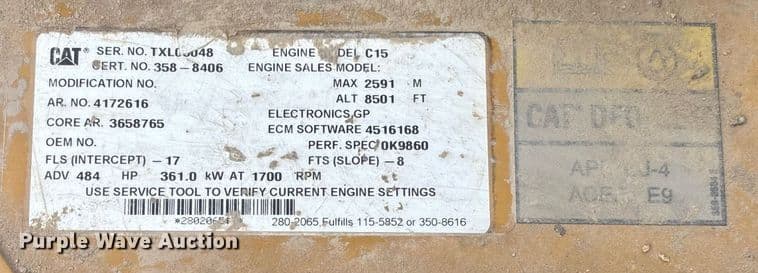 CAT SER. NO. ENGINE MODEL C15
CERT. NO. 358-8406 ENGINE SALES MODEL:
MODIFICATION NO. MAX 2591 M
AR. NO. 4172616 ALT 8501 FT
ELECTRONICS GP
CORE AR. 3658765 ECM SOFTWARE 4516168
OEM NO. PERF. SPEC 0K9860
FLS (INTERCEPT) -17 FTS (SLOPE) -8
ADV 484 HP 361.0 kW AT 1700 RPM
USE SERVICE TOOL TO VERIFY CURRENT ENGINE SETTINGS
280-2065 Fulfills 115-5852 or 350-8616
CAT
J-4
E9
Purple Wave Auction